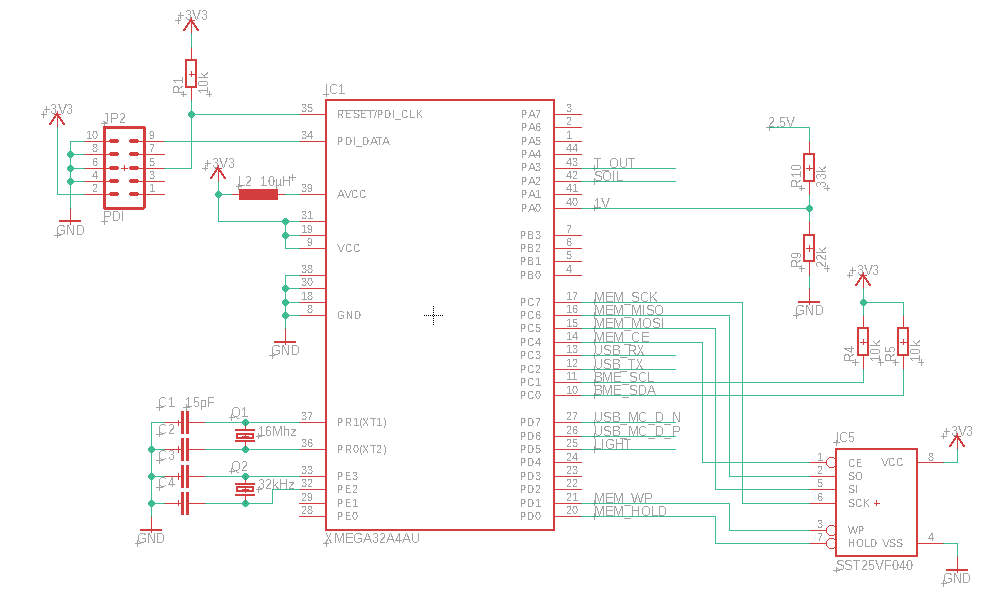 +3V3
R1
10k
IC1
+3V3
JP2
10
9
8
7
6
5
4
3
2
1
PDI
GND
+3V3
L2 10µH
35
RESET/PDI_CLK
34
PDI_DATA
39
AVCC
31
19
9
VCC
38
30
18
8
GND
GND
C1
15pF
C2
C3
C4
Q1
16Mhz
Q2
32kHz
37
PR1(XT1)
36
PR0(XT2)
33
PE3
32
PE2
29
PE1
28
PE0
GND
XMEGA32A4AU
PA7
3
PA6
2
PA5
1
PA4
44
PA3
43
T_OUT
PA2
42
SOIL
PA1
41
PA0
40
1V
PB3
7
PB2
6
PB1
5
PB0
4
PC7
17
MEM_SCK
PC6
16
MEM_MISO
PC5
15
MEM_MOSI
PC4
14
MEM_CE
PC3
13
USB_RX
PC2
12
USB_TX
PC1
11
BME_SCL
PC0
10
BME_SDA
PD7
27
USB_MC_D_N
PD6
26
USB_MC_D_P
PD5
25
LIGHT
PD4
24
PD3
23
PD2
22
PD1
21
MEM_WP
PD0
20
MEM_HOLD
2.5V
R10
33k
R9
22k
GND
+3V3
R4
10k
R5
10k
IC5
+3V3
1
CE
VCC
8
2
SO
5
SI
6
SCK
3
WP
7
HOLD
VSS
4
SST25VF040
GND